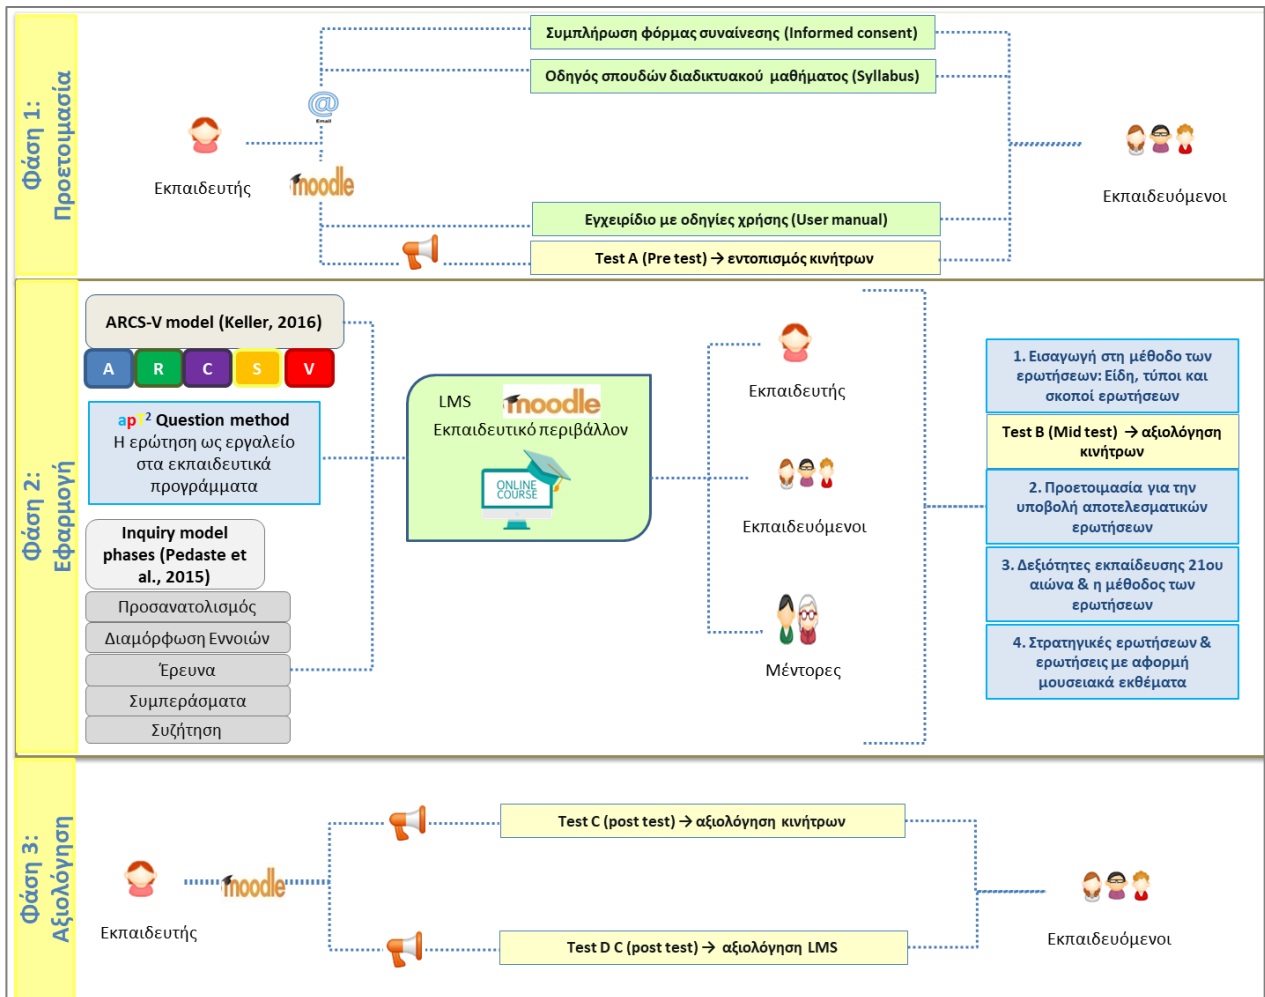 Φάση 1:
Προετοιμασία
Συμπλήρωση φόρμας συναίνεσης (Informed consent)
Οδηγός σπουδών διαδικτυακού μαθήματος (Syllabus)
@
Email
Εκπαιδευτής
moodle
Εκπαιδευόμενοι
Εγχειρίδιο με οδηγίες χρήσης (User manual)
Test A (Pre test) → εντοπισμός κινήτρων
Φάση 2:
Εφαρμογή
ARCS-V model (Keller, 2016)
A R C S V
apT² Question method
Η ερώτηση ως εργαλείο
στα εκπαιδευτικά
προγράμματα
Inquiry model
phases (Pedaste et
al., 2015)
Προσανατολισμός
Διαμόρφωση Εννοιών
Έρευνα
Συμπεράσματα
Συζήτηση
LMS moodle
Εκπαιδευτικό περιβάλλον
ONLINE
COURSE
Εκπαιδευτής
Εκπαιδευόμενοι
Μέντορες
1. Εισαγωγή στη μέθοδο των
ερωτήσεων: Είδη, τύποι και
σκοποί ερωτήσεων
Test B (Mid test) → αξιολόγηση
κινήτρων
2. Προετοιμασία για την
υποβολή αποτελεσματικών
ερωτήσεων
3. Δεξιότητες εκπαίδευσης 21ου
αιώνα & η μέθοδος των
ερωτήσεων
4. Στρατηγικές ερωτήσεων &
ερωτήσεις με αφορμή
μουσειακά εκθέματα
Φάση 3:
Αξιολόγηση
Test C (post test) → αξιολόγηση κινήτρων
moodle
Εκπαιδευτής
Εκπαιδευόμενοι
Test D C (post test) → αξιολόγηση LMS